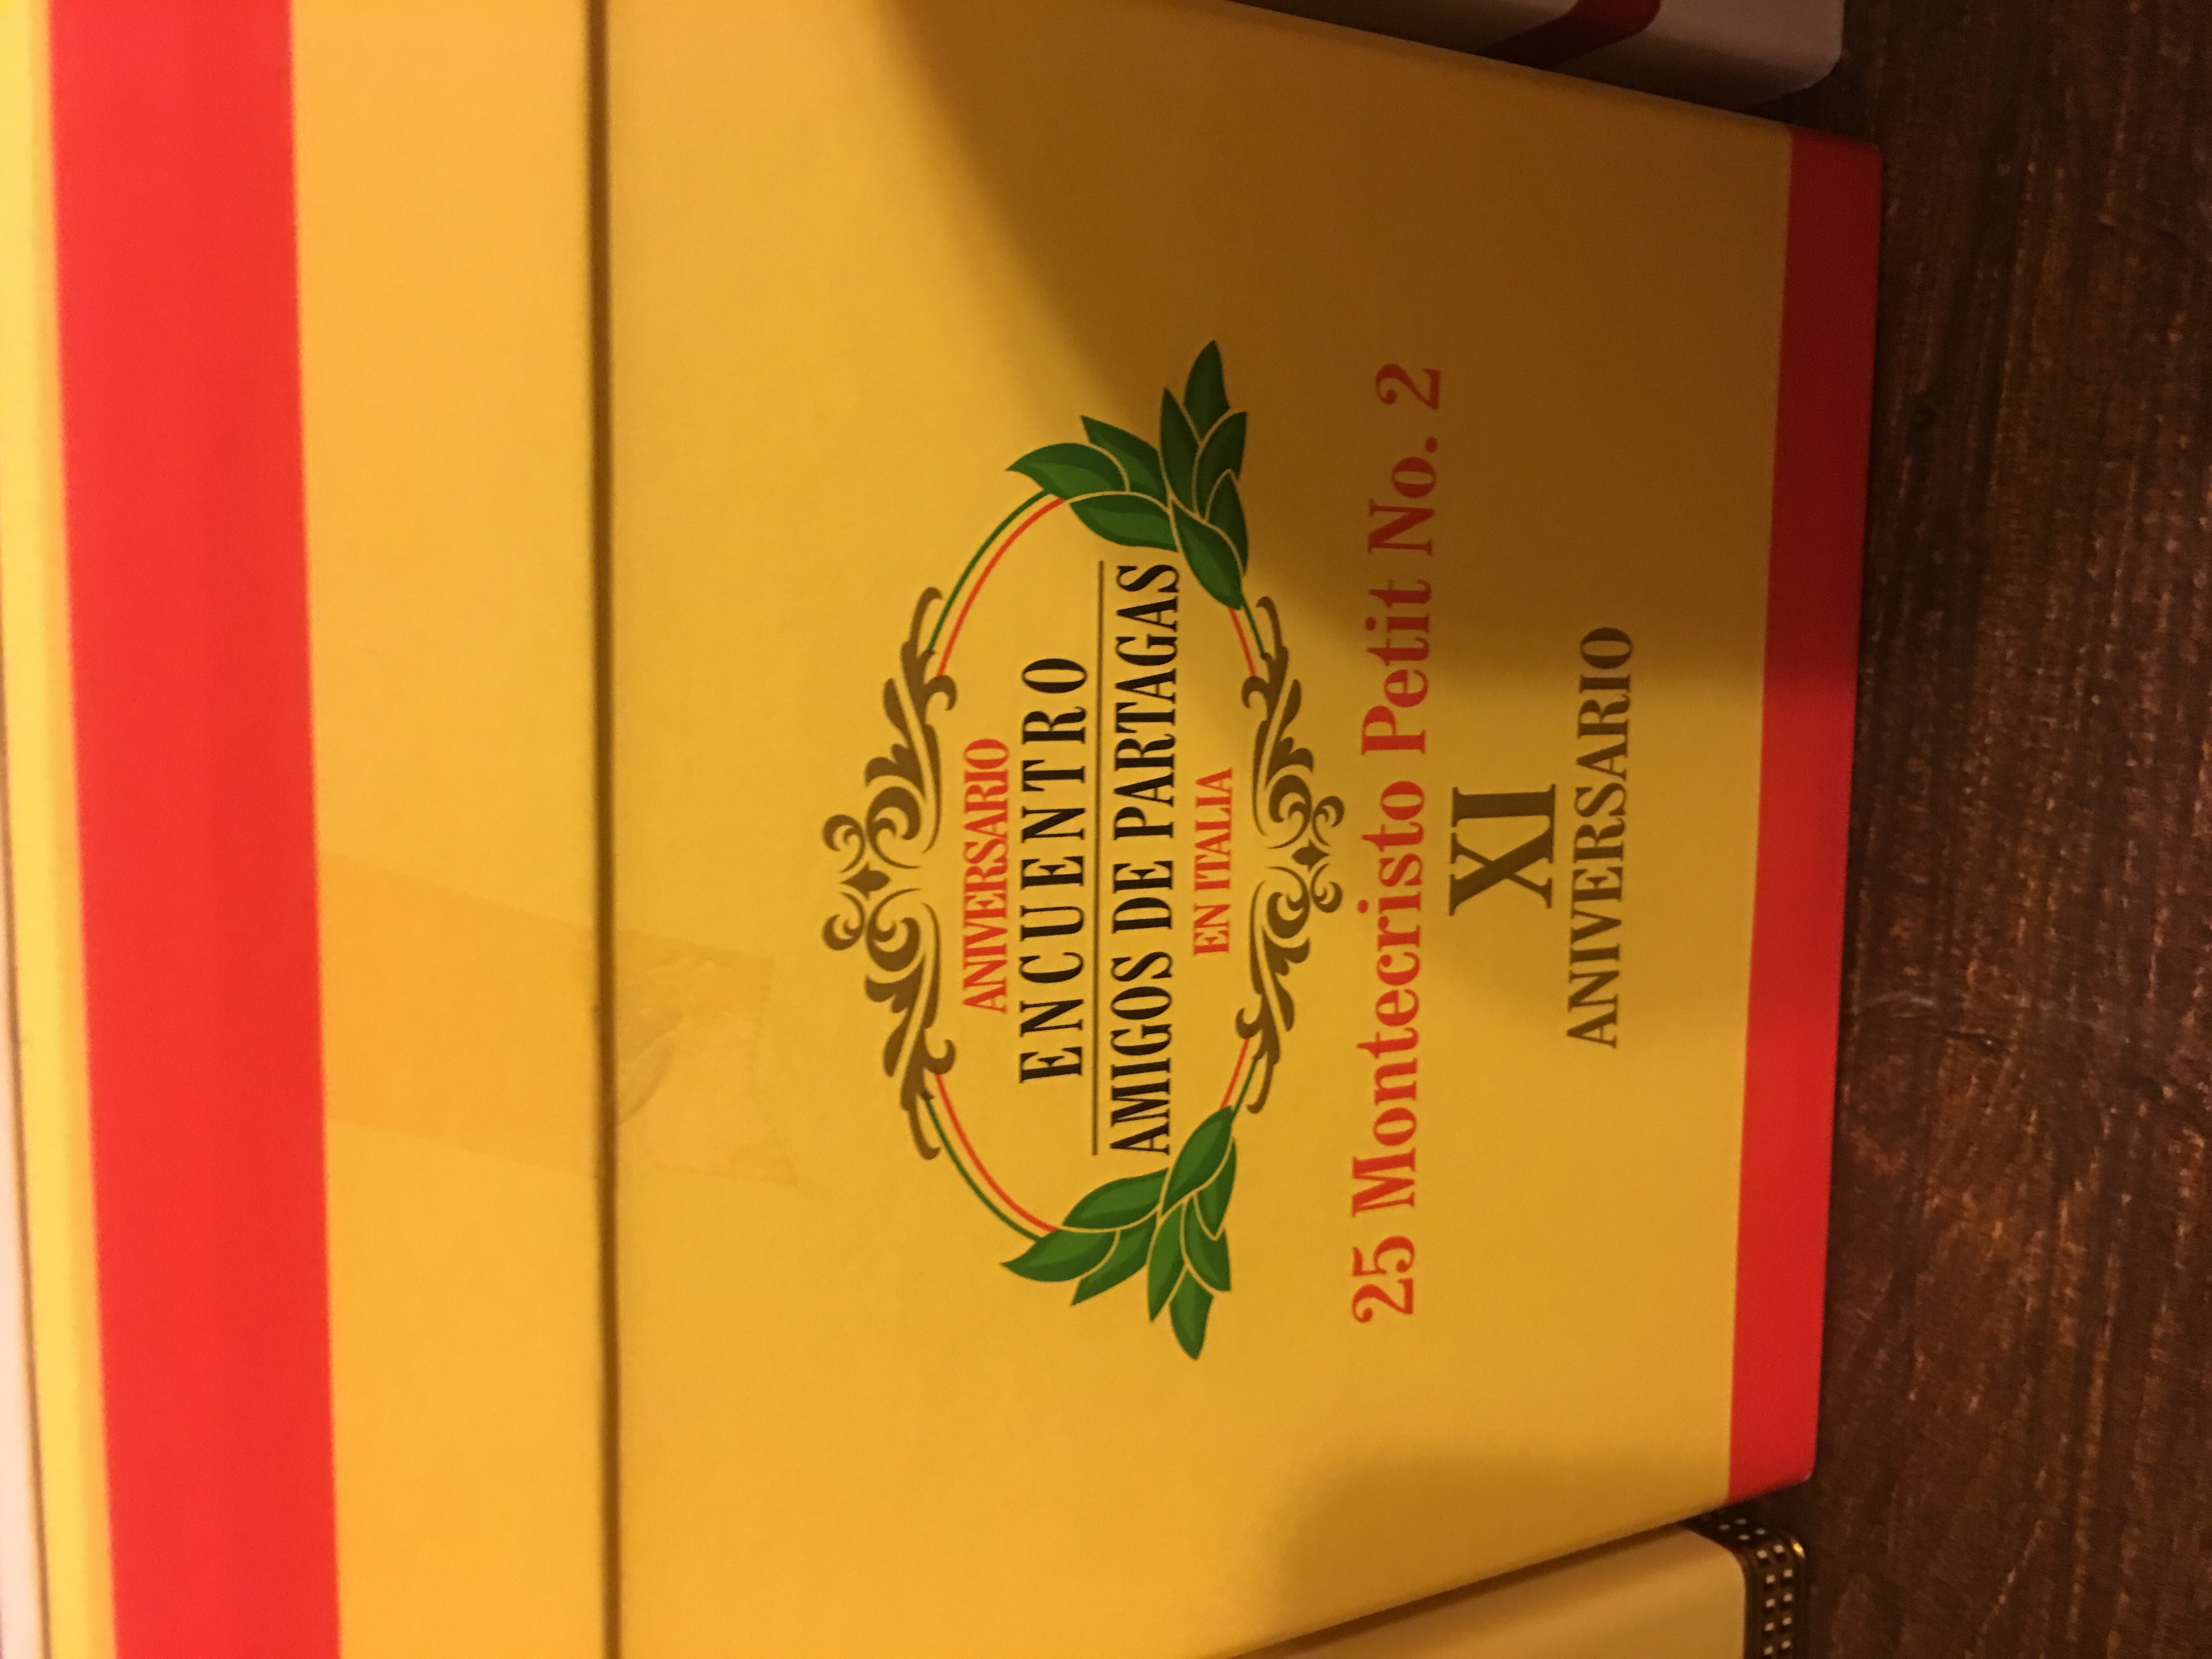 ANIVERSARIO
ENCUENTRO
AMIGOS DE PARTAGAS
EN ITALIA
25 Montecristo Petit No. 2
XI
ANIVERSARIO